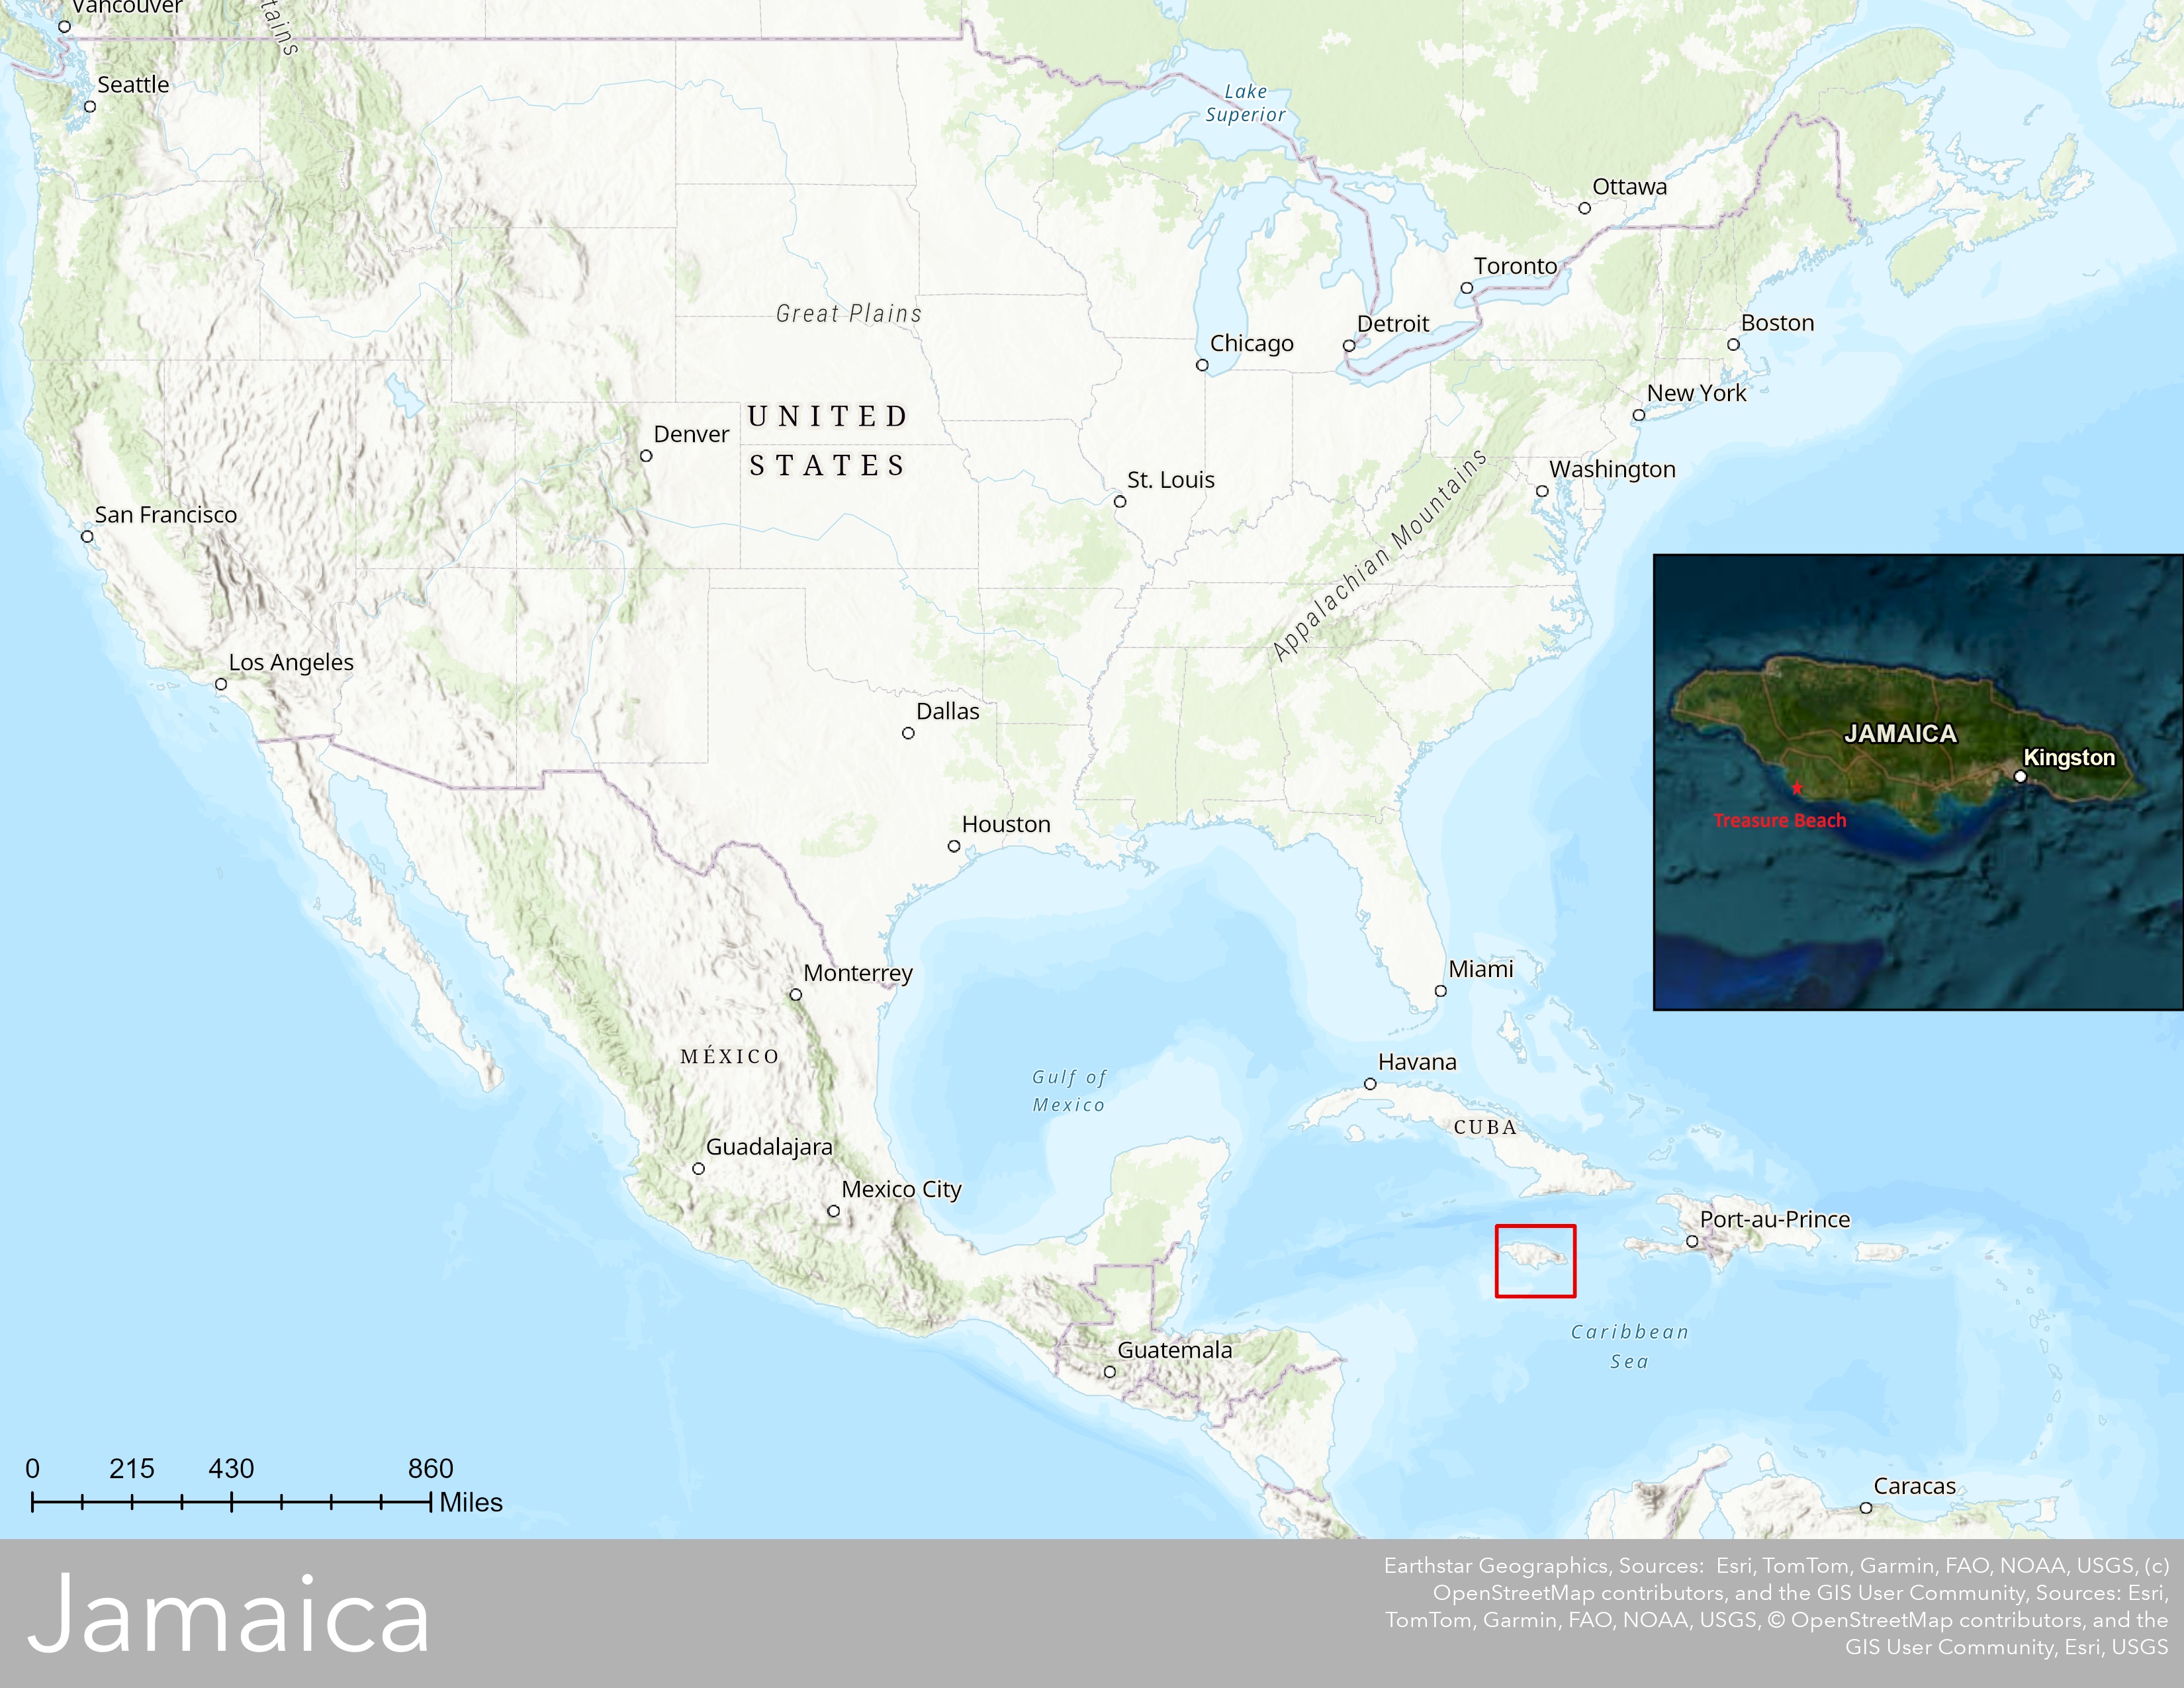 Vancouver
tains
Seattle
Lake
Superior
Ottawa
Toronto
Great Plains
Detroit
Boston
Chicago
New York
UNITED
STATES
Denver
Washington
St. Louis
Appalachian Mountains
San Francisco
Los Angeles
Dallas
JAMAICA
Kingston
Treasure Beach
Houston
Monterrey
Miami
MÉXICO
Havana
Gulf of
Mexico
CUBA
Guadalajara
Mexico City
Port-au-Prince
Caribbean
Sea
Guatemala
0 215 430 860
Miles
Caracas
Jamaica
Earthstar Geographics, Sources: Esri, TomTom, Garmin, FAO, NOAA, USGS, (c)
OpenStreetMap contributors, and the GIS User Community, Sources: Esri,
TomTom, Garmin, FAO, NOAA, USGS, © OpenStreetMap contributors, and the
GIS User Community, Esri, USGS